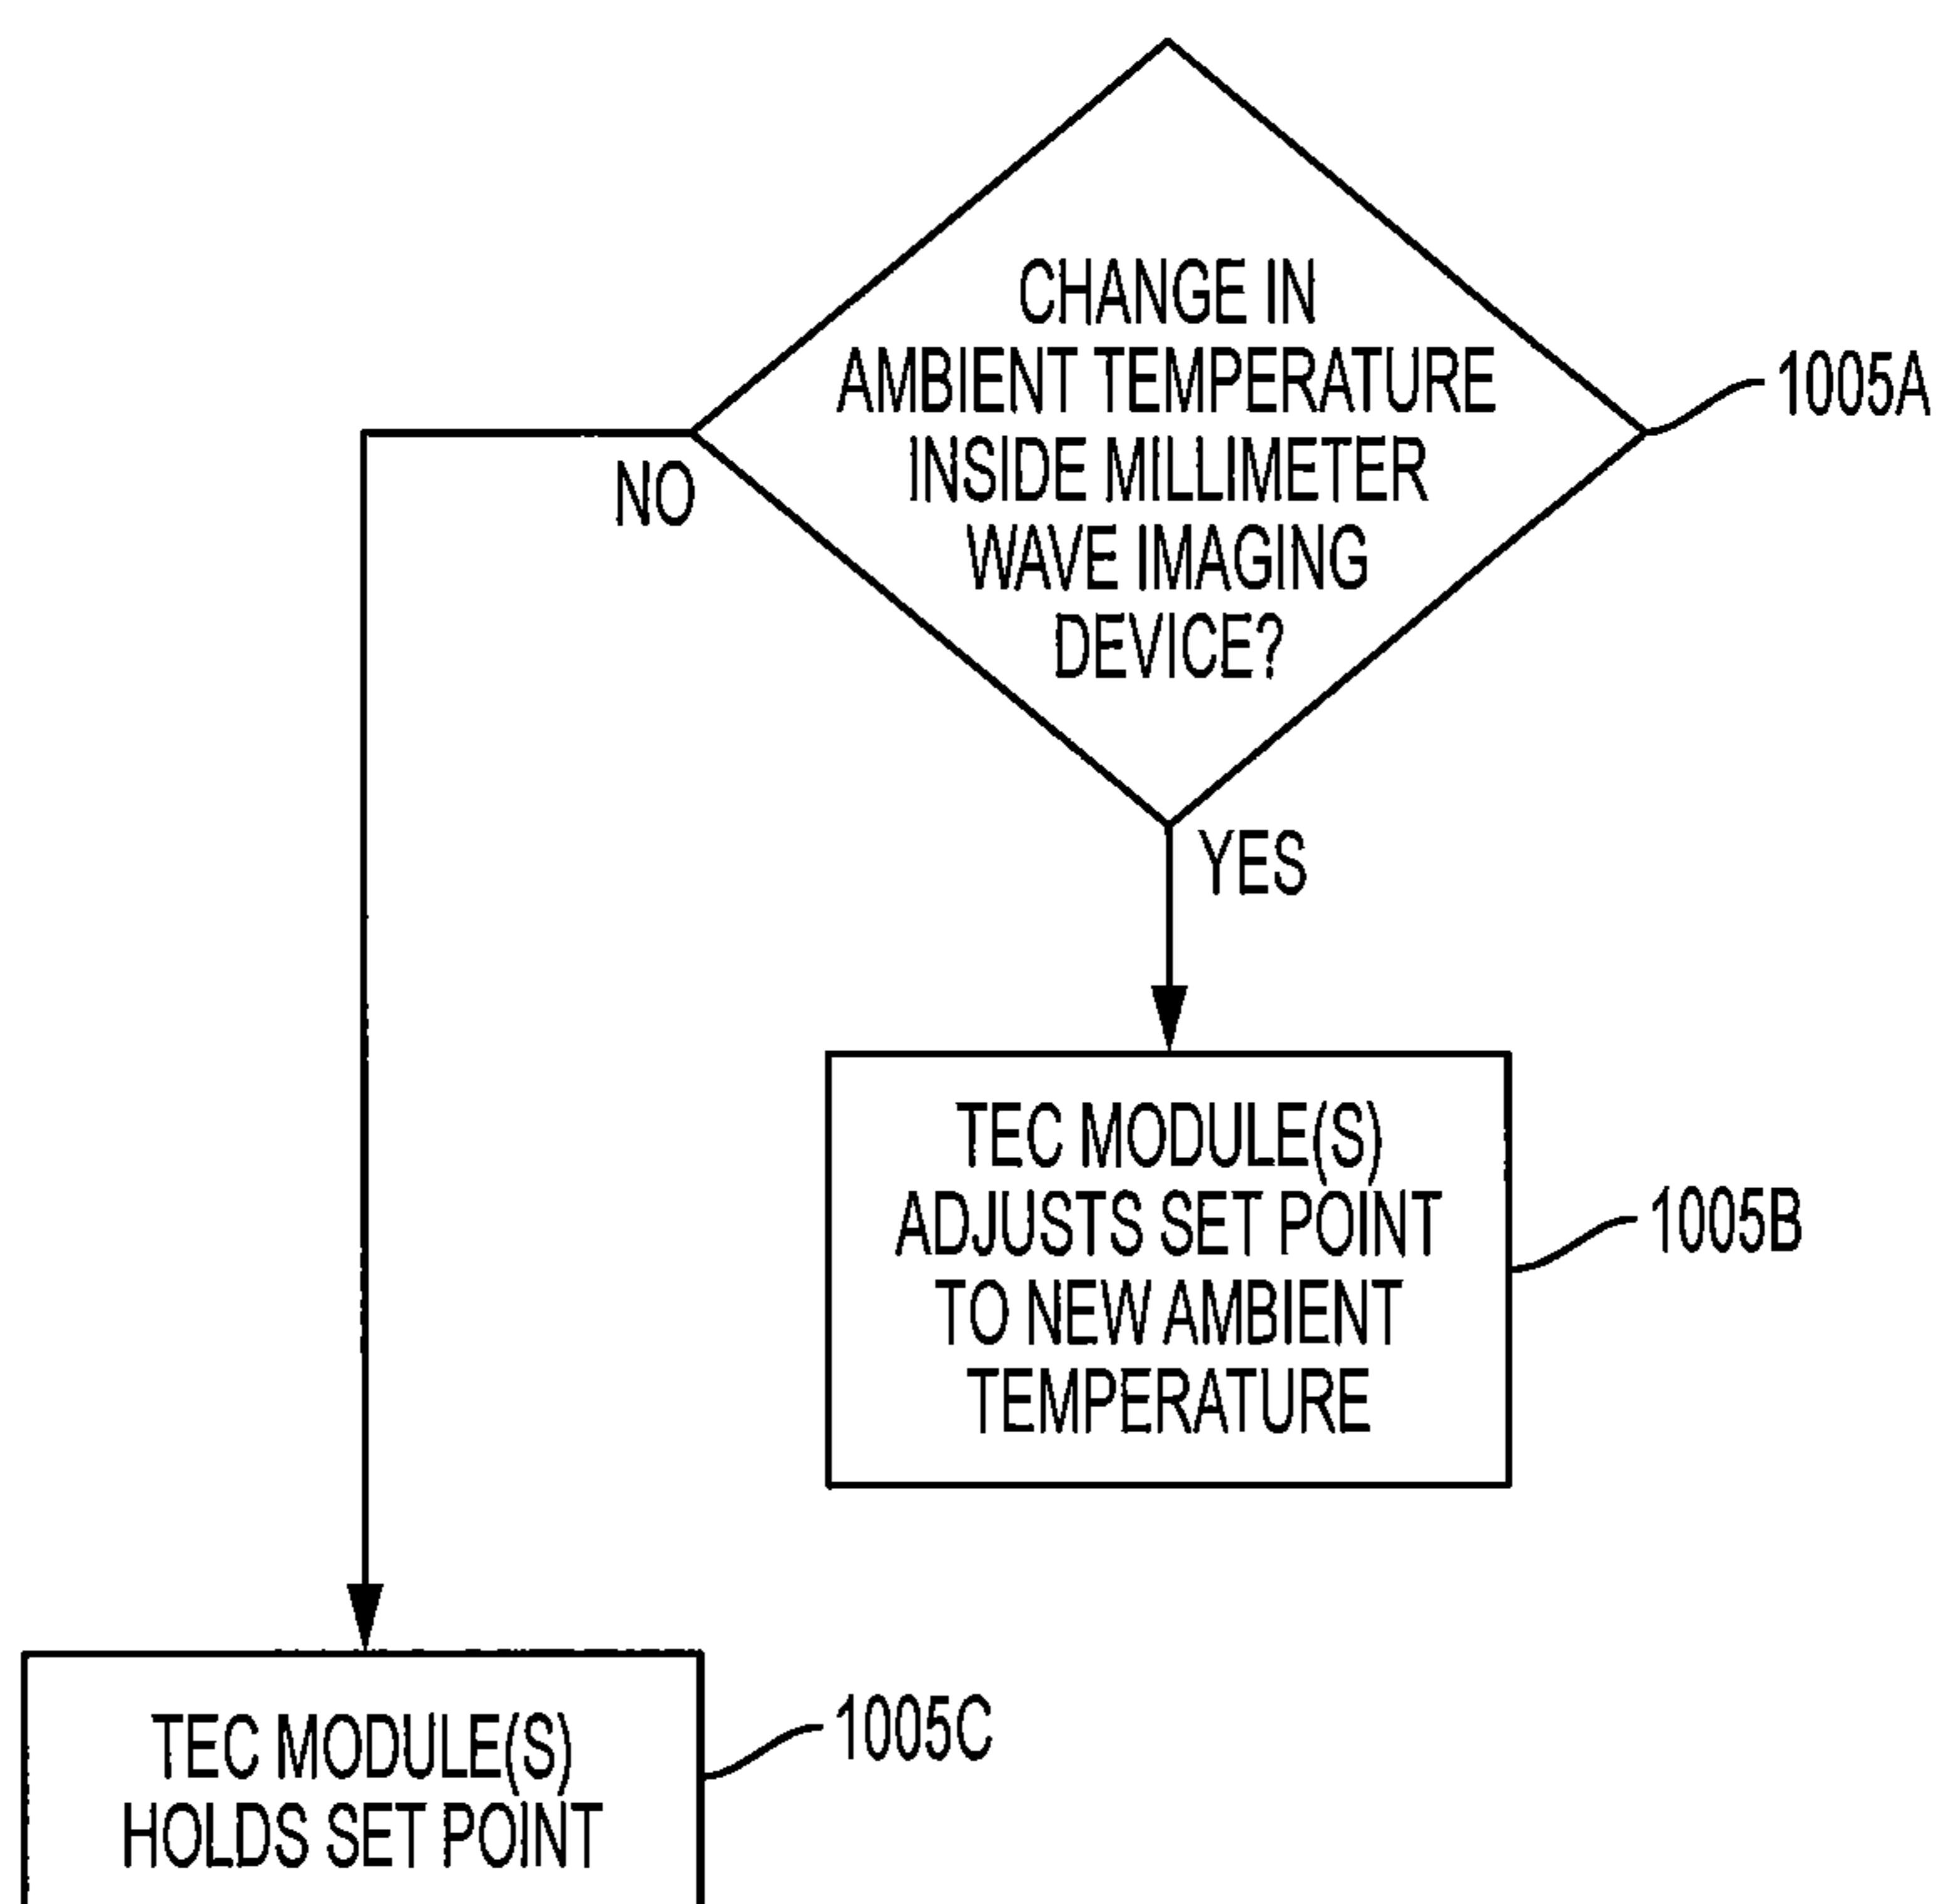 CHANGE IN
AMBIENT TEMPERATURE
INSIDE MILLIMETER
WAVE IMAGING
DEVICE?
1005A
NO
YES
TEC MODULE(S)
ADJUSTS SET POINT
TO NEW AMBIENT
TEMPERATURE
1005B
TEC MODULE(S)
HOLDS SET POINT
1005C